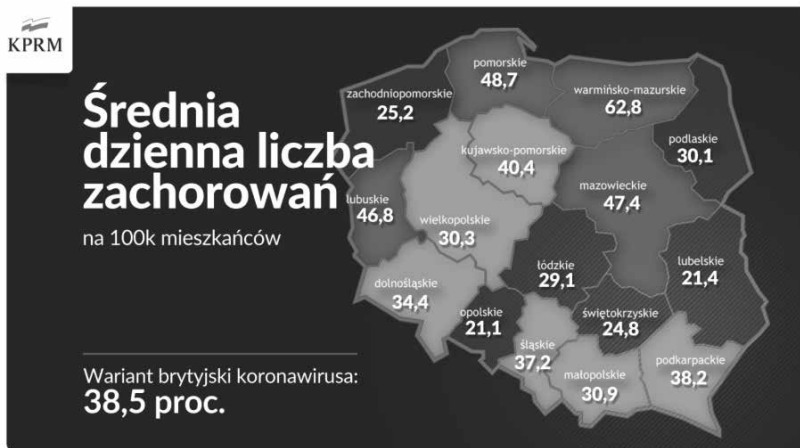 KPRM
Średnia
dzienna liczba
zachorowań
na 100k mieszkańców
Wariant brytyjski koronawirusa:
38,5 proc.
pomorskie
48,7
zachodniopomorskie
25,2
warmińsko-mazurskie
62,8
podlaskie
30,1
kujawsko-pomorskie
40,4
mazowieckie
47,4
lubuskie
46,8
wielkopolskie
30,3
łódzkie
29,1
lubelskie
21,4
dolnośląskie
34,4
opolskie
21,1
świętokrzyskie
24,8
śląskie
37,2
małopolskie
30,9
podkarpackie
38,2